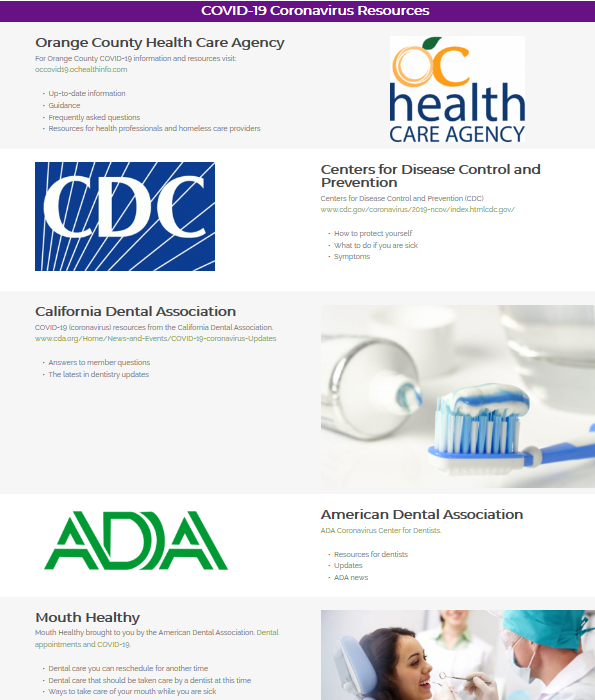 COVID-19 Coronavirus Resources
Orange County Health Care Agency
For Orange County COVID-19 information and resources visit:
occovid19.ochealthinfo.com
• Up-to-date information
• Guidance
• Frequently asked questions
• Resources for health professionals and homeless care providers
OC
health
CARE AGENCY
CDC
Centers for Disease Control and
Prevention
Centers for Disease Control and Prevention (CDC)
www.cdc.gov/coronavirus/2019-ncov/index.htmlcdc.gov/
• How to protect yourself
• What to do if you are sick
• Symptoms
California Dental Association
COVID-19 (coronavirus) resources from the California Dental Association.
www.cda.org/Home/News-and-Events/COVID-19-coronavirus-Updates
• Answers to member questions
• The latest in dentistry updates
ADA
American Dental Association
ADA Coronavirus Center for Dentists.
• Resources for dentists
• Updates
• ADA news
Mouth Healthy
Mouth Healthy brought to you by the American Dental Association. Dental
appointments and COVID-19.
• Dental care you can reschedule for another time
• Dental care that should be taken care by a dentist at this time
• Ways to take care of your mouth while you are sick